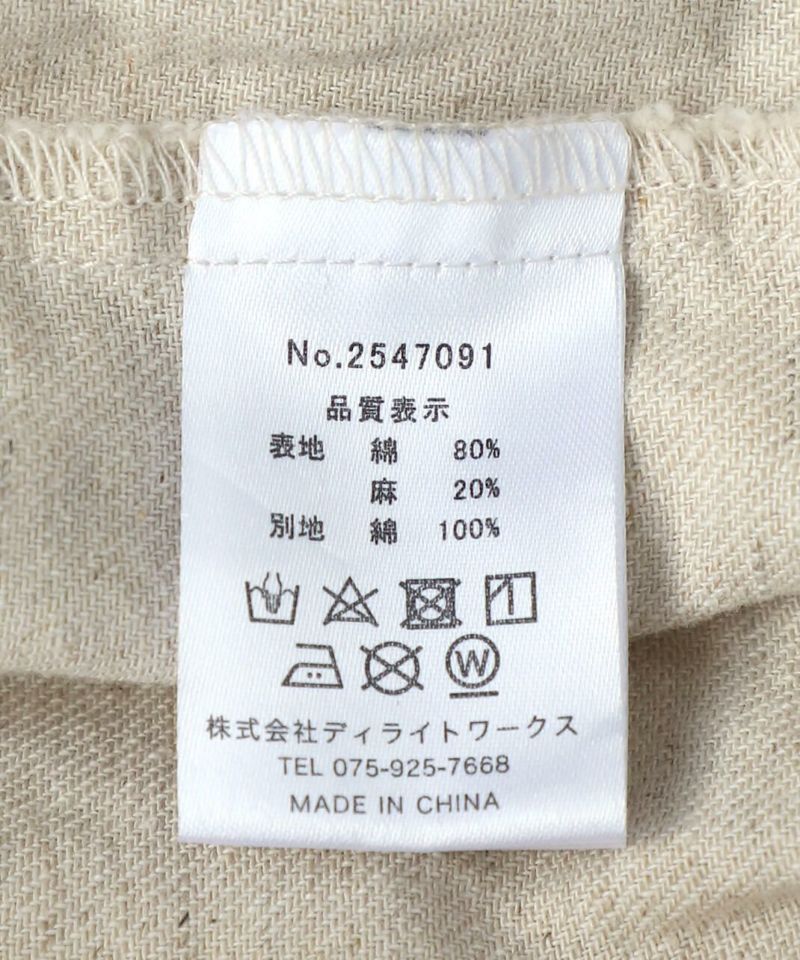 No.2547091
品質表示
表地 綿 80%
麻 20%
別地 綿 100%
W
株式会社ディライトワークス
TEL 075-925-7668
MADE IN CHINA